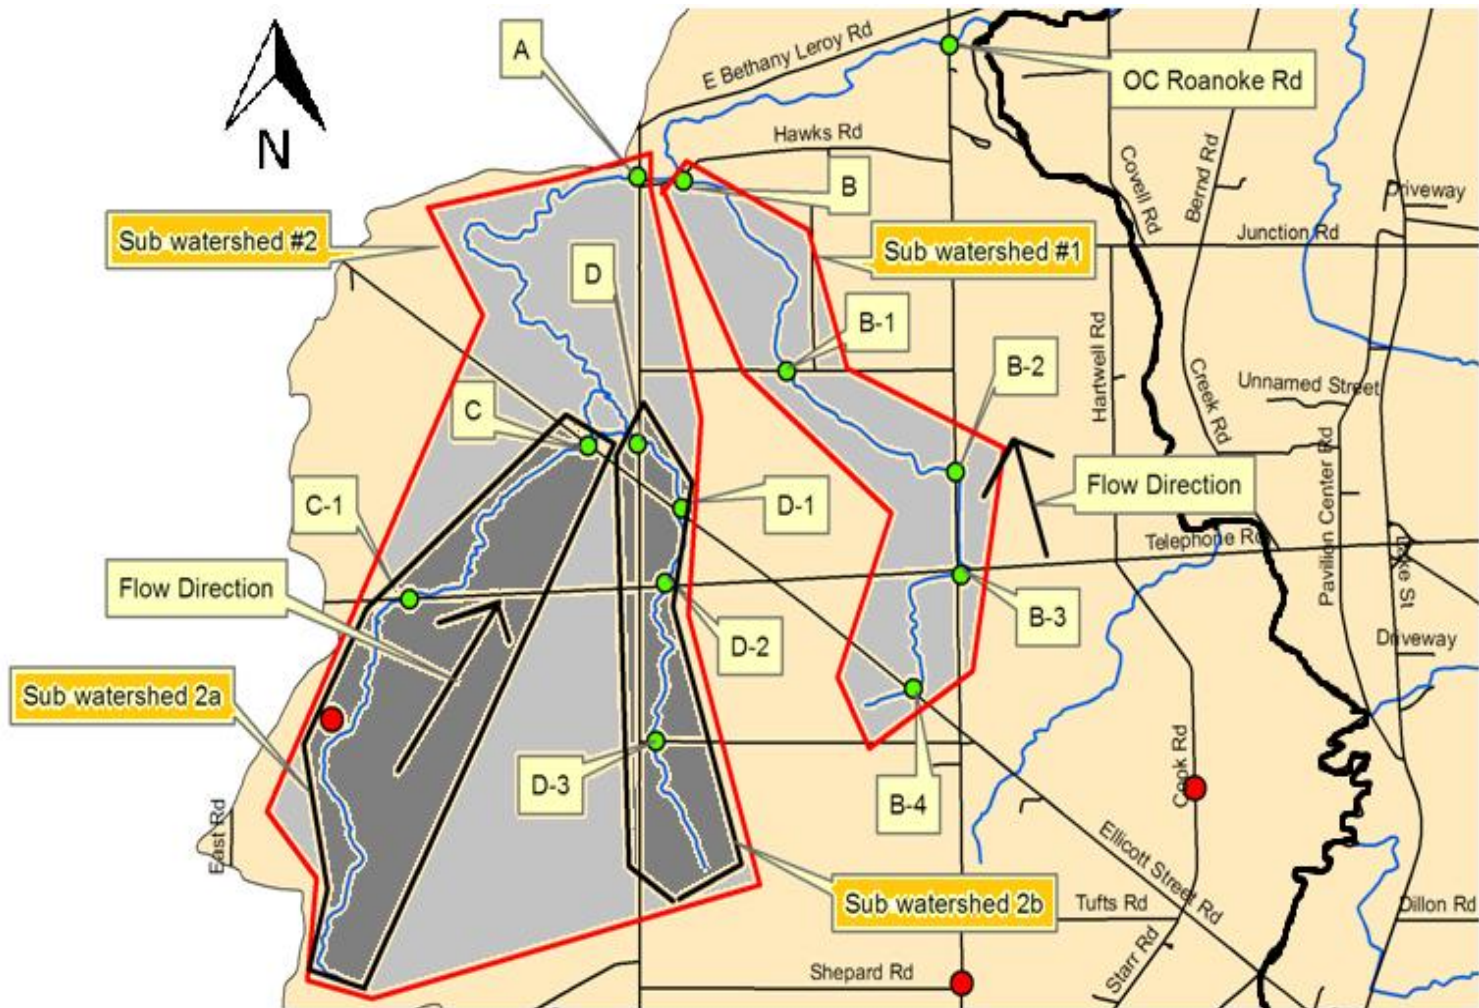 A
E Bethany Leroy Rd
OC Roanoke Rd
N
Hawks Rd
Covell Rd
Bernd Rd
Driveway
B
Sub watershed #2
Sub watershed #1
Junction Rd
D
B-1
Hartwell Rd
B-2
Creek Rd
Unnamed Street
C
Pavilion Center Rd
C-1
D-1
Flow Direction
Telephone Rd
Lake St
Flow Direction
B-3
D-2
Driveway
Sub watershed 2a
D-3
B-4
Cook Rd
East Rd
Ellicott Street Rd
Sub watershed 2b
Tufts Rd
Dillon Rd
Starr Rd
Shepard Rd